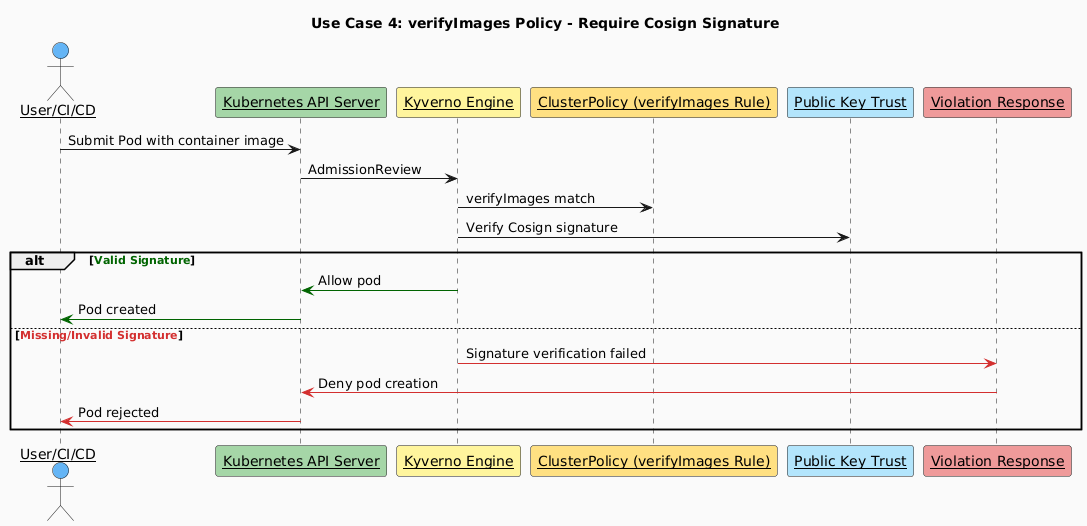 Use Case 4: verifyImages Policy - Require Cosign Signature
User/CI/CD
Kubernetes API Server
Kyverno Engine
ClusterPolicy (verifyImages Rule)
Public Key Trust
Violation Response
Submit Pod with container image
AdmissionReview
verifyImages match
Verify Cosign signature
alt
[Valid Signature]
Allow pod
Pod created
[Missing/Invalid Signature]
Signature verification failed
Deny pod creation
Pod rejected
User/CI/CD
Kubernetes API Server
Kyverno Engine
ClusterPolicy (verifyImages Rule)
Public Key Trust
Violation Response